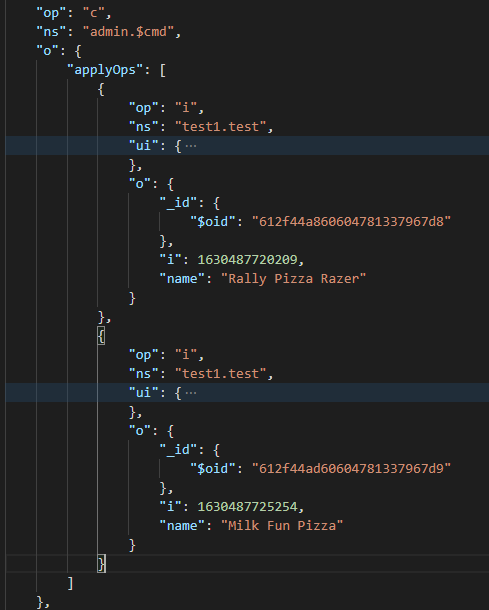 "op": "c",
"ns": "admin.$cmd",
"o": {
"applyOps": [
{
"op": "i",
"ns": "test1.test",
"ui": {···
},
"o": {
"_id": {
"$oid": "612f44a860604781337967d8"
},
"i": 1630487720209,
"name": "Rally Pizza Razer"
}
},
{
"op": "i",
"ns": "test1.test",
"ui": {···
},
"o": {
"_id": {
"$oid": "612f44ad60604781337967d9"
},
"i": 1630487725254,
"name": "Milk Fun Pizza"
}
}
]
},